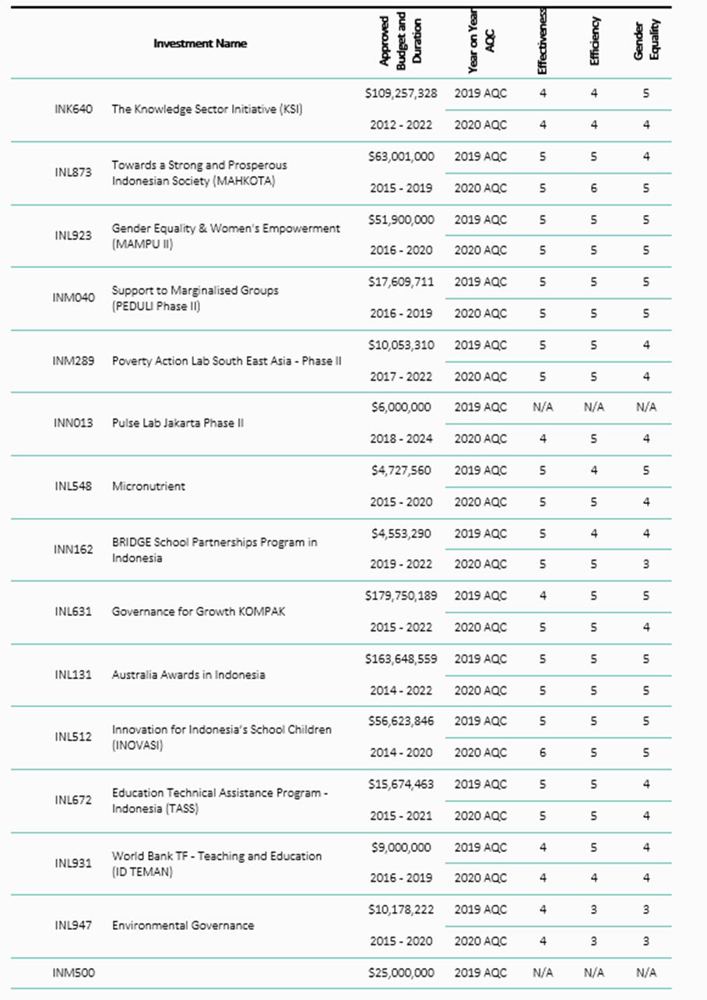 Investment Name
Approved
Budget and
Duration
Year on Year
AQC
Effectiveness
Efficiency
Gender
Equality
INK640 The Knowledge Sector Initiative (KSI)
$109,257,328 2019 AQC 4 4 5
2012 - 2022 2020 AQC 4 4 4
INL873 Towards a Strong and Prosperous
Indonesian Society (MAHKOTA)
$63,001,000 2019 AQC 5 5 4
2015 - 2019 2020 AQC 5 6 5
INL923 Gender Equality & Women's Empowerment
(MAMPU II)
$51,900,000 2019 AQC 5 5 5
2016 - 2020 2020 AQC 5 5 5
INM040 Support to Marginalised Groups
(PEDULI Phase II)
$17,609,711 2019 AQC 5 5 5
2016 - 2019 2020 AQC 5 5 5
INM289 Poverty Action Lab South East Asia - Phase II
$10,053,310 2019 AQC 5 5 4
2017 - 2022 2020 AQC 5 5 4
INN013 Pulse Lab Jakarta Phase II
$6,000,000 2019 AQC N/A N/A N/A
2018 - 2024 2020 AQC 4 5 4
INL548 Micronutrient
$4,727,560 2019 AQC 5 4 5
2015 - 2020 2020 AQC 5 5 4
INN162 BRIDGE School Partnerships Program in
Indonesia
$4,553,290 2019 AQC 5 4 4
2019 - 2022 2020 AQC 5 5 3
INL631 Governance for Growth KOMPAK
$179,750,189 2019 AQC 4 5 5
2015 - 2022 2020 AQC 5 5 4
INL131 Australia Awards in Indonesia
$163,648,559 2019 AQC 5 5 5
2014 - 2022 2020 AQC 5 5 5
INL512 Innovation for Indonesia's School Children
(INOVASI)
$56,623,846 2019 AQC 5 5 5
2014 - 2020 2020 AQC 6 5 5
INL672 Education Technical Assistance Program -
Indonesia (TASS)
$15,674,463 2019 AQC 5 5 4
2015 - 2021 2020 AQC 5 5 4
INL931 World Bank TF - Teaching and Education
(ID TEMAN)
$9,000,000 2019 AQC 4 5 4
2016 - 2019 2020 AQC 4 4 4
INL947 Environmental Governance
$10,178,222 2019 AQC 4 3 3
2015 - 2020 2020 AQC 4 3 3
INM500 $25,000,000 2019 AQC N/A N/A N/A